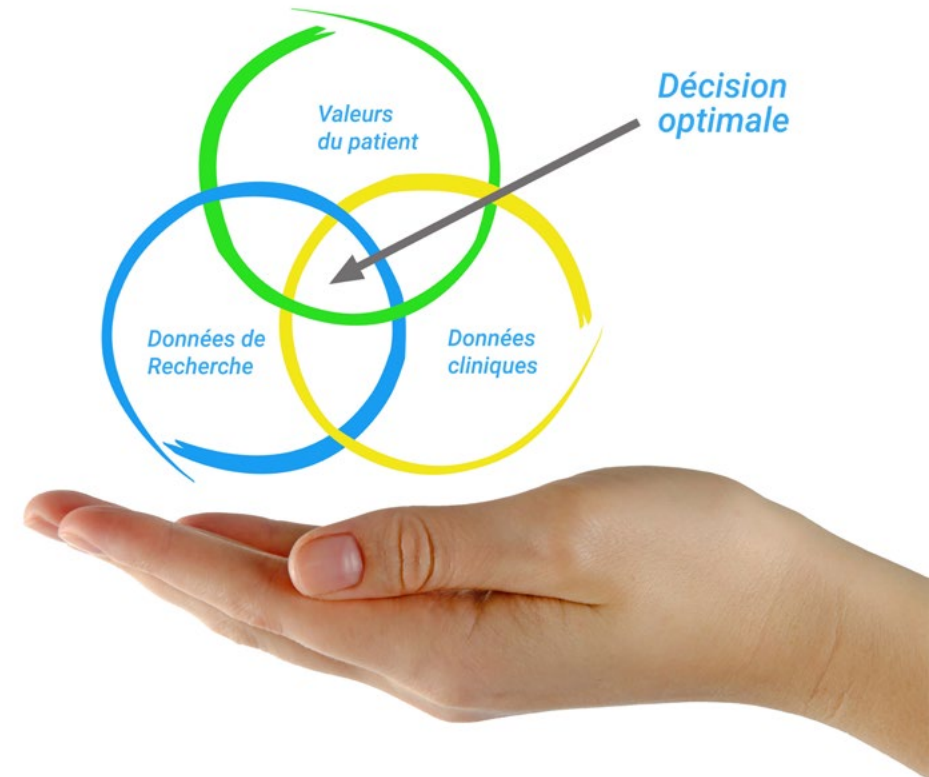 Décision
optimale
Valeurs
du patient
Données de
Recherche
Données
cliniques